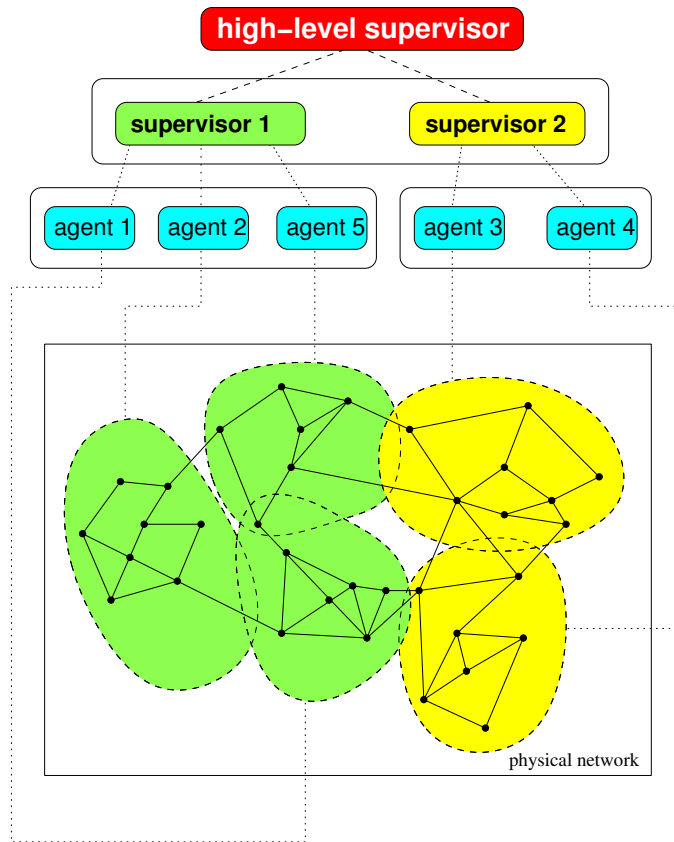 high–level supervisor
supervisor 1
supervisor 2
agent 1
agent 2
agent 5
agent 3
agent 4
physical network